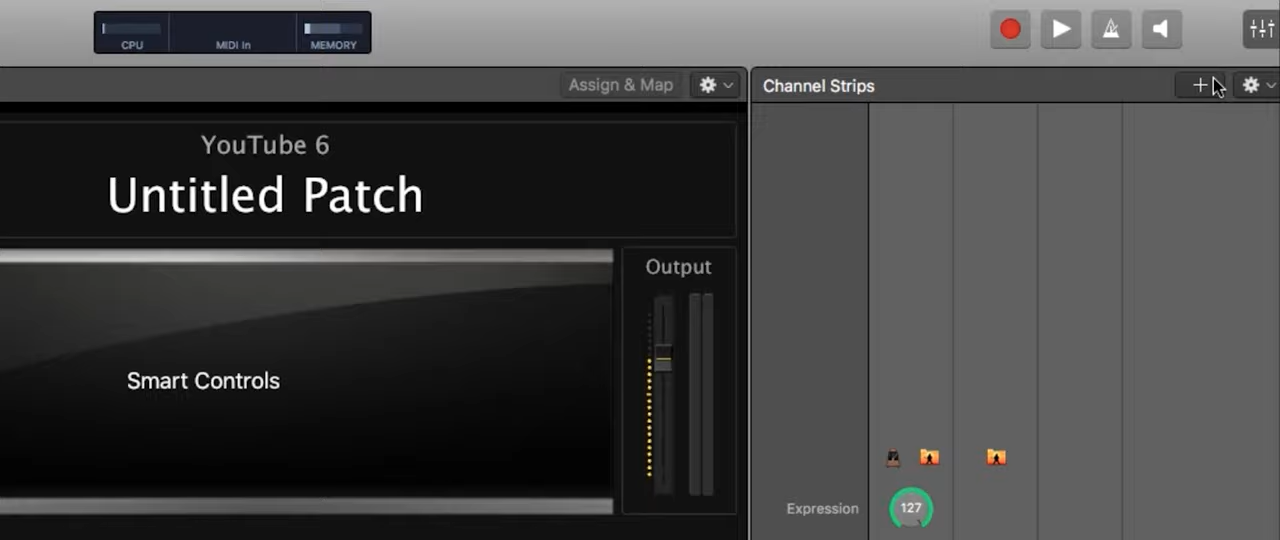 CPU
MIDI In
MEMORY
Assign & Map
Channel Strips
YouTube 6
Untitled Patch
Output
Smart Controls
Expression
127